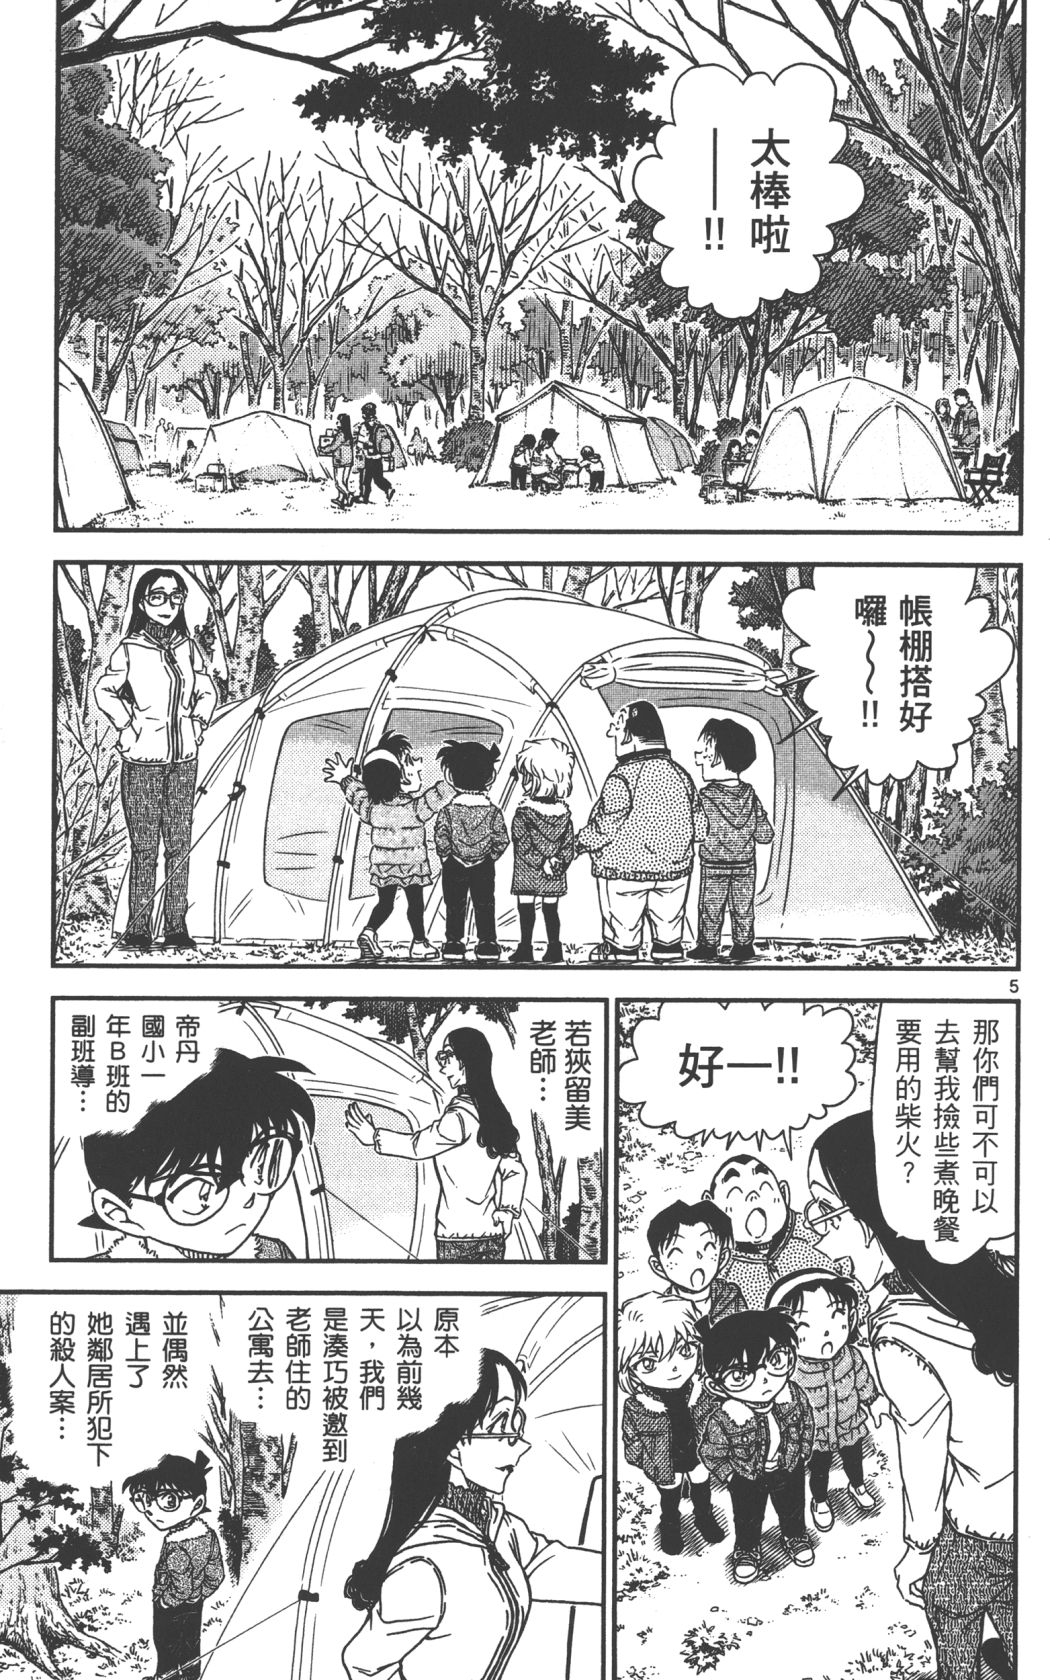 太棒啦
——!!
帳棚搭好
囉～～!!
5
那你們可不可以
去幫我撿些煮晚餐
要用的柴火？
好—!!
若狹留美
老師…
帝丹
國小一
年B班的
副班導…
原本
以為前幾
天，我們
是湊巧被邀到
老師住的
公寓去…
並偶然
遇上了
她鄰居所犯下
的殺人案…